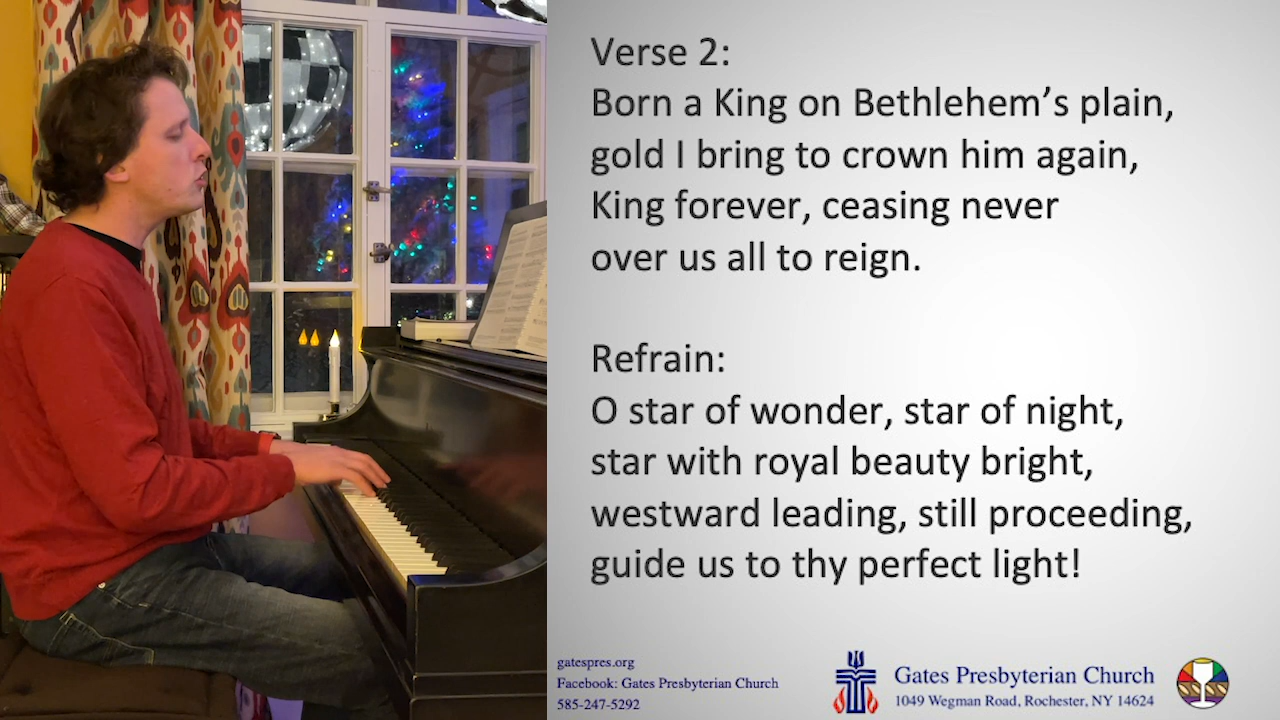 Verse 2:
Born a King on Bethlehem’s plain,
gold I bring to crown him again,
King forever, ceasing never
over us all to reign.
Refrain:
O star of wonder, star of night,
star with royal beauty bright,
westward leading, still proceeding,
guide us to thy perfect light!
gatespres.org
Facebook: Gates Presbyterian Church
585-247-5292
Gates Presbyterian Church
1049 Wegman Road, Rochester, NY 14624